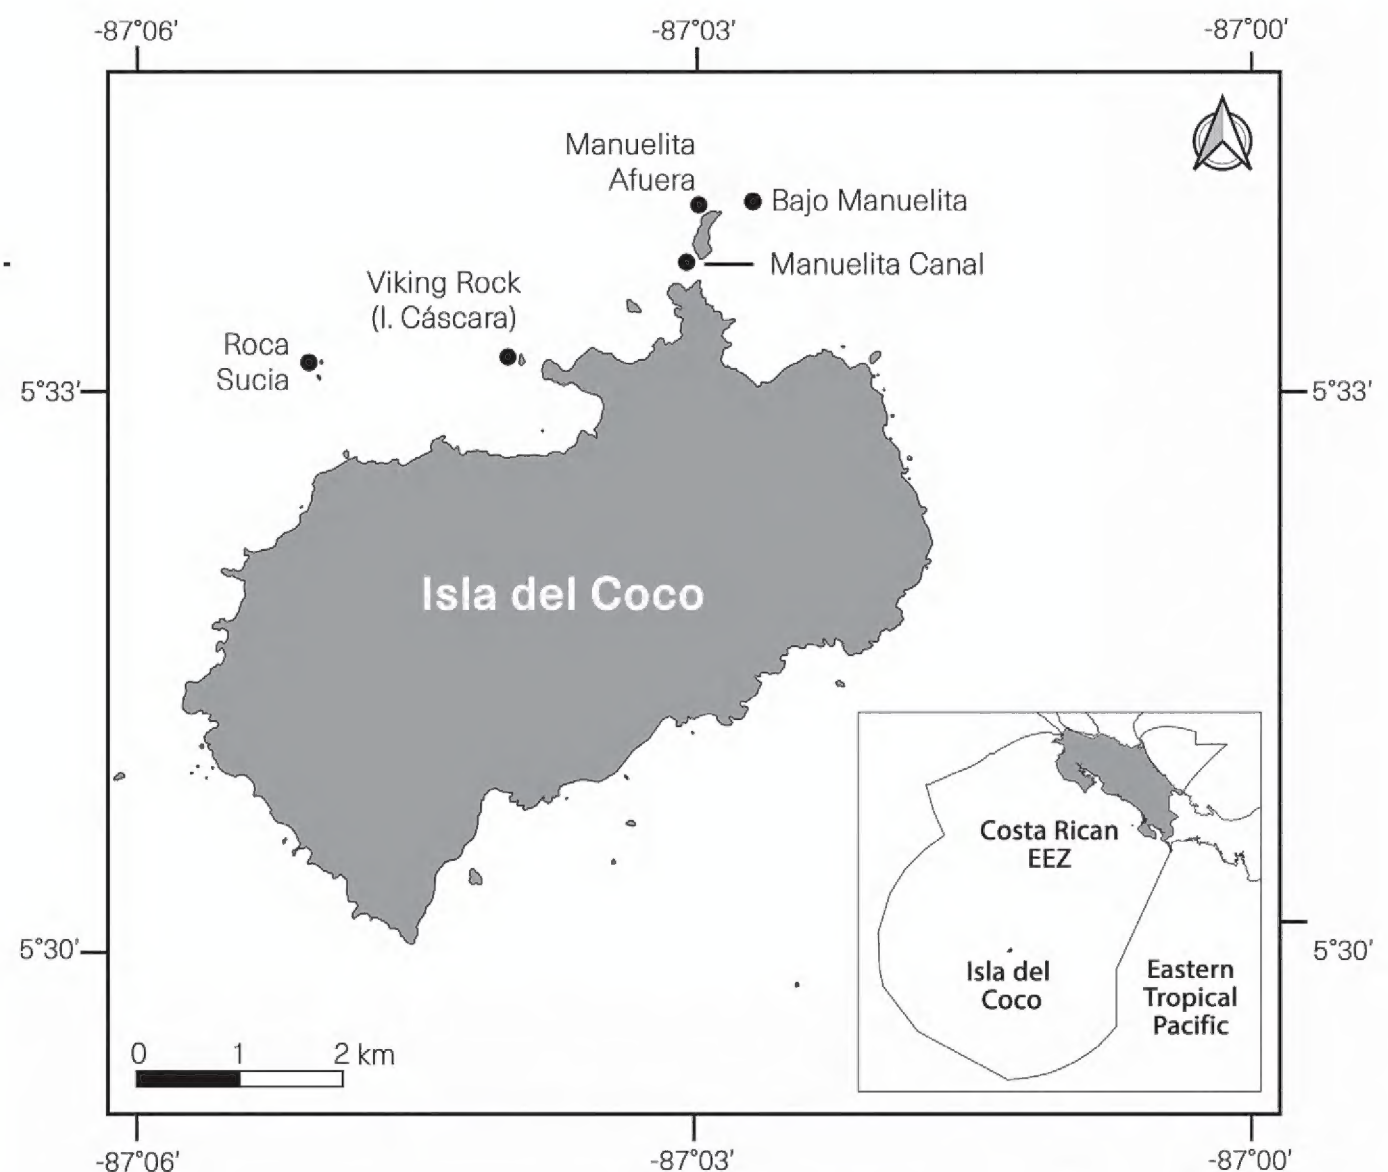 -87°06'
-87°03'
-87°00'
Manuelita
Afuera
Bajo Manuelita
Manuelita Canal
Viking Rock
(I. Cáscara)
Roca
Sucia
5°33'
5°33'
Isla del Coco
Costa Rican
EEZ
Isla del
Coco
Eastern
Tropical
Pacific
5°30'
5°30'
0 1 2 km
-87°06'
-87°03'
-87°00'